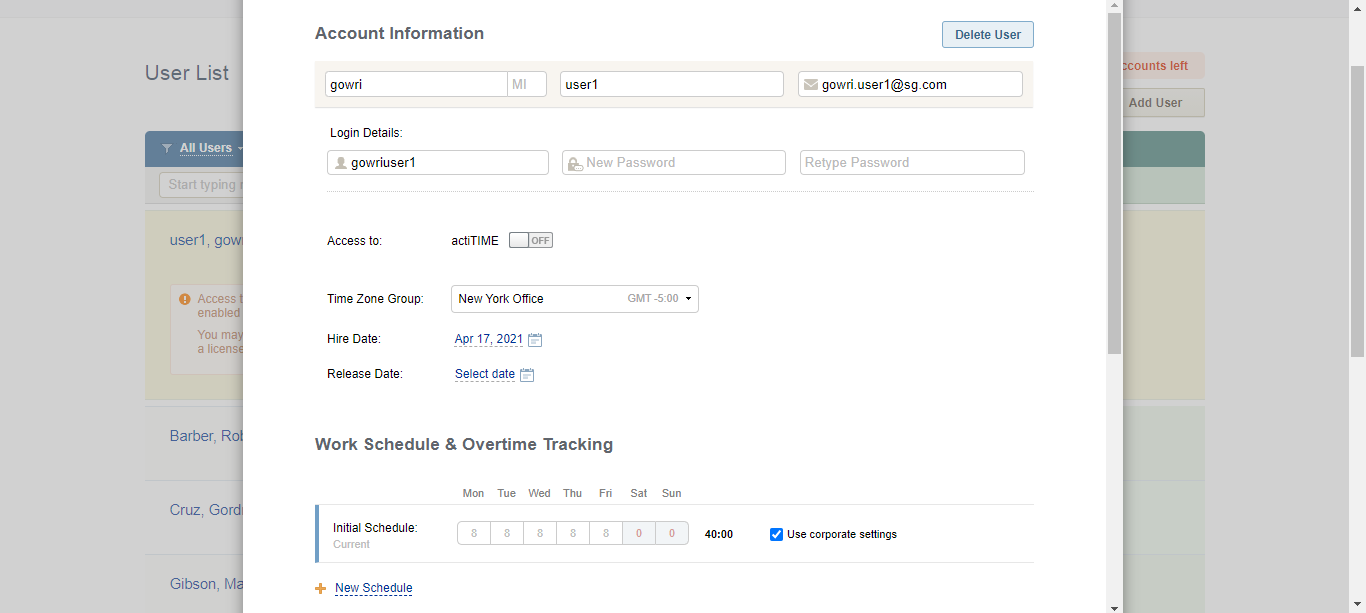 Account Information
Delete User
User List
ccounts left
gowri MI user1 gowri.user1@sg.com
Add User
Login Details:
All Users
gowriuser1 New Password Retype Password
Start typing
user1, gow
Access to: actiTIME OFF
Access t
enabled
You may
a license
Time Zone Group: New York Office GMT -5:00
Hire Date: Apr 17, 2021
Release Date: Select date
Barber, Rob
Work Schedule & Overtime Tracking
Mon Tue Wed Thu Fri Sat Sun
Cruz, Gord
Initial Schedule: 8 8 8 8 8 0 0 40:00 Use corporate settings
Current
Gibson, Ma
New Schedule